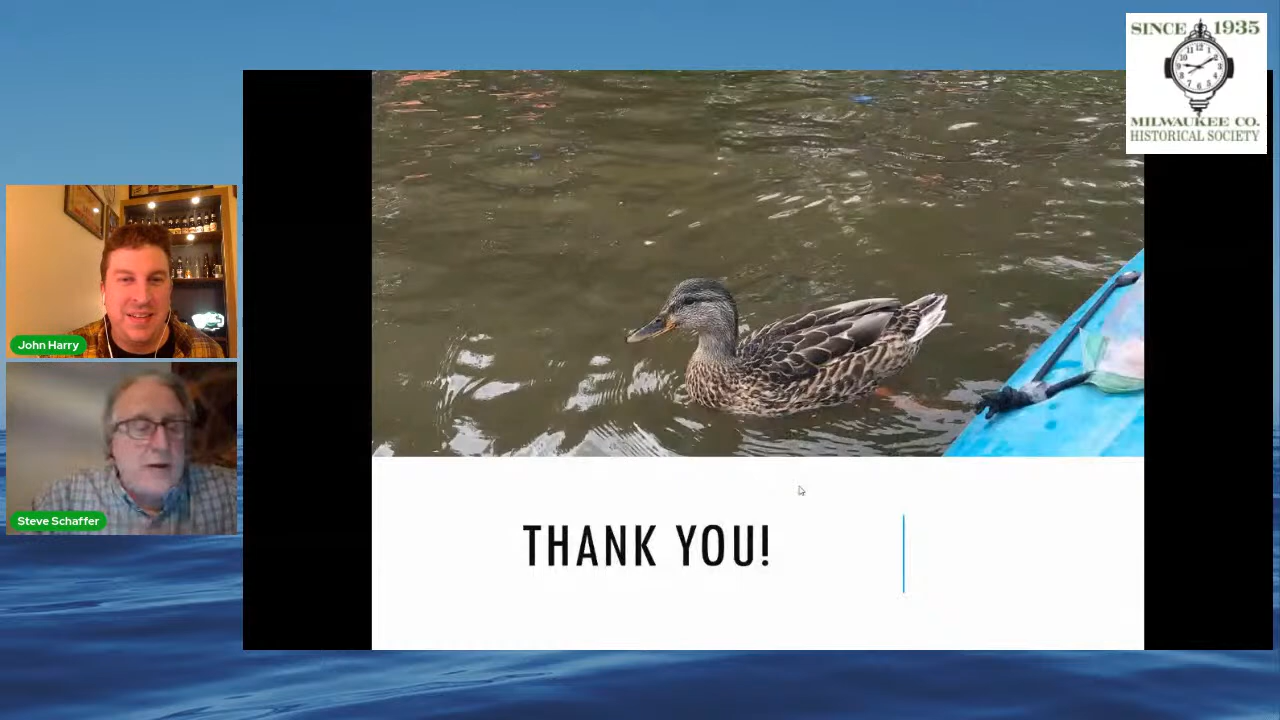 SINCE 1935
MILWAUKEE CO.
HISTORICAL SOCIETY
John Harry
Steve Schaffer
THANK YOU!